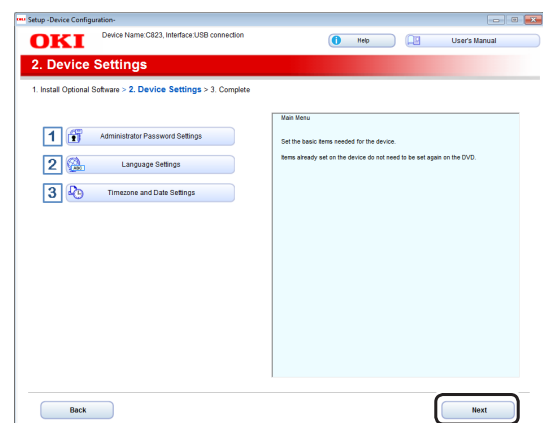 OKI Setup -Device Configuration-
OKI
Device Name:C823, Interface:USB connection
Help
User's Manual
2. Device Settings
1. Install Optional Software > 2. Device Settings > 3. Complete
1 Administrator Password Settings
2 ABC Language Settings
3 Timezone and Date Settings
Main Menu
Set the basic items needed for the device.
Items already set on the device do not need to be set again on the DVD.
Back
Next